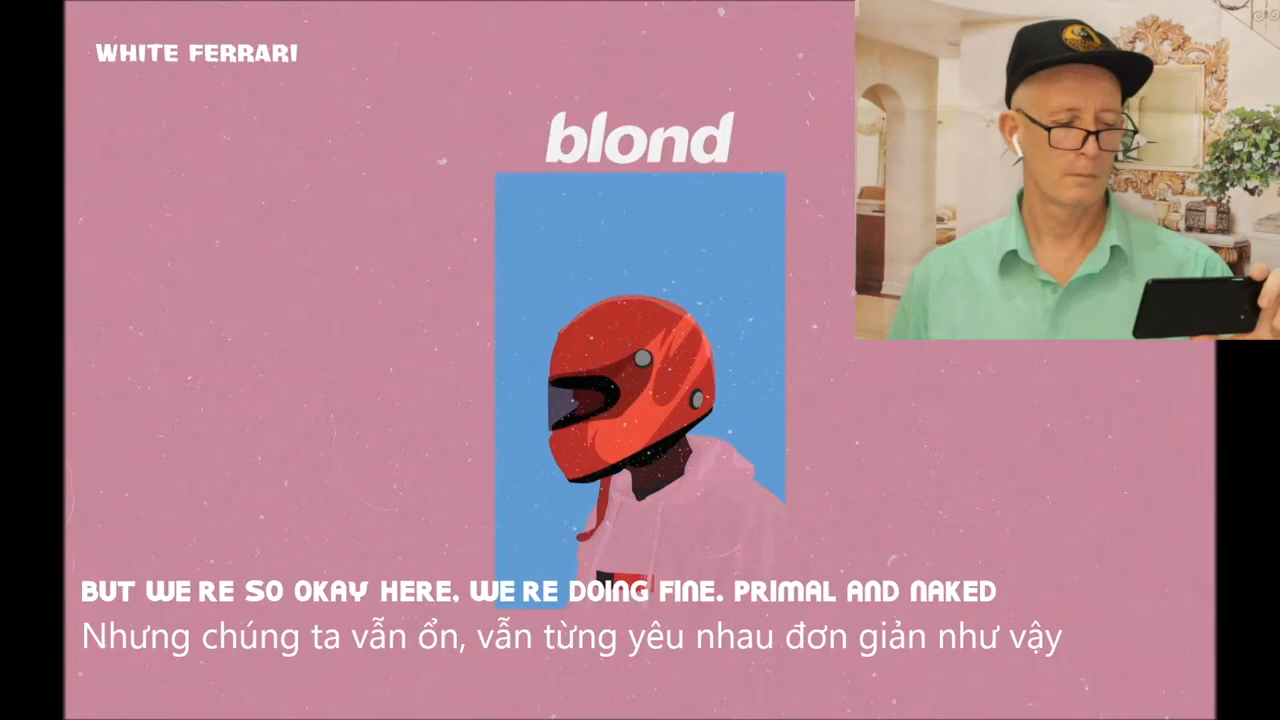 WHITE FERRARI
blond
BUT WE RE SO OKAY HERE, WE RE DOING FINE. PRIMAL AND NAKED
Nhưng chúng ta vẫn ổn, vẫn từng yêu nhau đơn giản như vậy